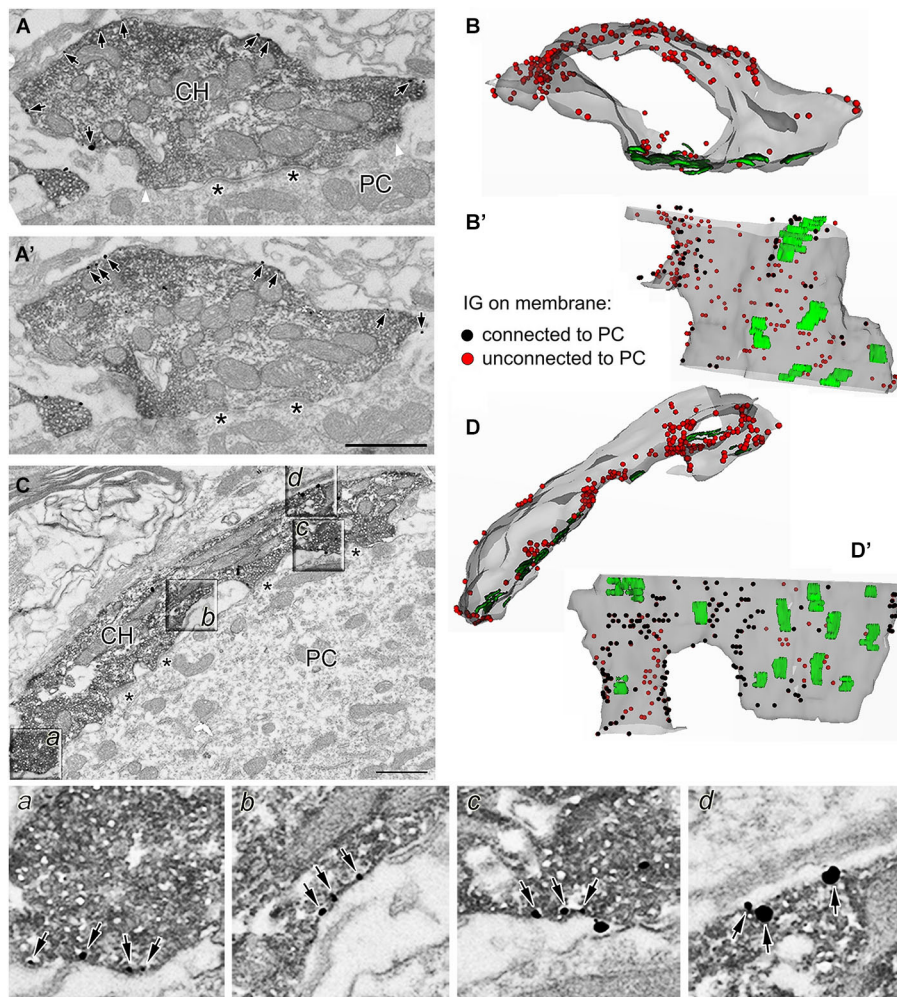 A
CH
*
*
PC
B
A'
*
*
B'
IG on membrane:
connected to PC
unconnected to PC
C
d
c
*
*
b
CH
*
*
PC
a
D
D'
a
b
c
d